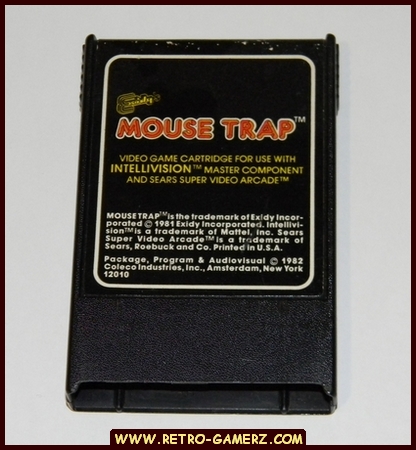 Exidy's
MOUSE TRAP™
VIDEO GAME CARTRIDGE FOR USE WITH
INTELLIVISION™ MASTER COMPONENT
AND SEARS SUPER VIDEO ARCADE™
MOUSE TRAP™ is the trademark of Exidy Incor-
porated © 1981 Exidy Incorporated. Intellivi-
sion™ is a trademark of Mattel, Inc. Sears
Super Video Arcade™ is a trademark of
Sears, Roebuck and Co. Printed in U.S.A.
Package, Program & Audiovisual © 1982
Coleco Industries, Inc., Amsterdam, New York
12010
WWW.RETRO-GAMERZ.COM